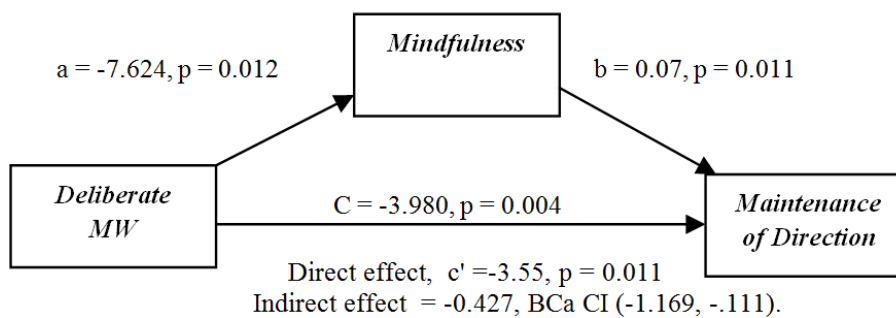 Mindfulness
a = -7.624, p = 0.012
b = 0.07, p = 0.011
Deliberate
MW
C = -3.980, p = 0.004
Maintenance
of Direction
Direct effect,  c' =-3.55, p = 0.011
Indirect effect  = -0.427, BCa CI (-1.169, -.111).